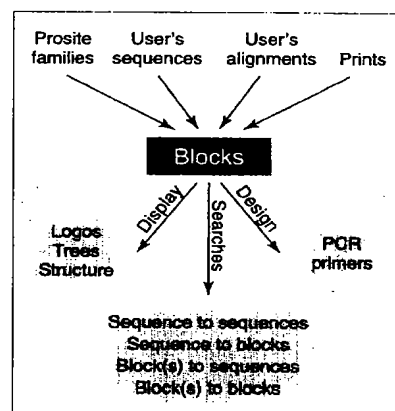 Prosite families
User's sequences
User's alignments
Prints
Blocks
Display
Searches
Design
Logos
Trees
Structure
PCR primers
Sequence to sequences
Sequence to blocks
Block(s) to sequences
Block(s) to blocks